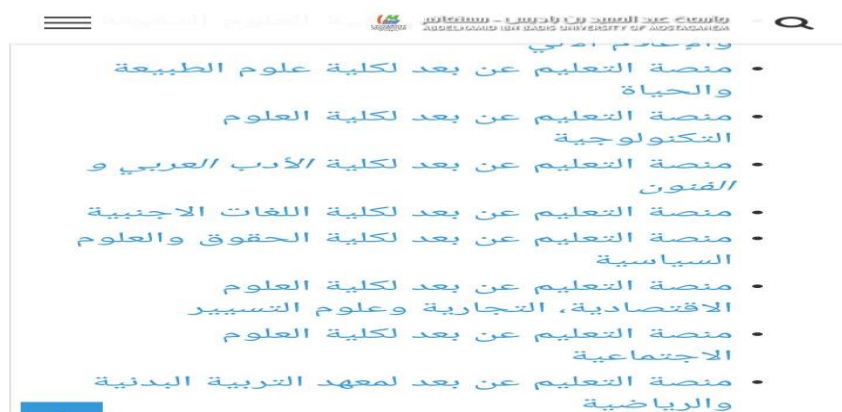 جامعة عبد الحميد بن باديس - مستغانم
ABDELHAMID IBN BADIS UNIVERSITY OF MOSTAGANEM
والإعلام الآلي
منصة التعليم عن بعد لكلية علوم الطبيعة
والحياة
منصة التعليم عن بعد لكلية العلوم
التكنولوجية
منصة التعليم عن بعد لكلية الأدب العربي و
الفنون
منصة التعليم عن بعد لكلية اللغات الاجنبية
منصة التعليم عن بعد لكلية الحقوق والعلوم
السياسية
منصة التعليم عن بعد لكلية العلوم
الاقتصادية، التجارية وعلوم التسيير
منصة التعليم عن بعد لكلية العلوم
الاجتماعية
منصة التعليم عن بعد لمعهد التربية البدنية
والرياضية